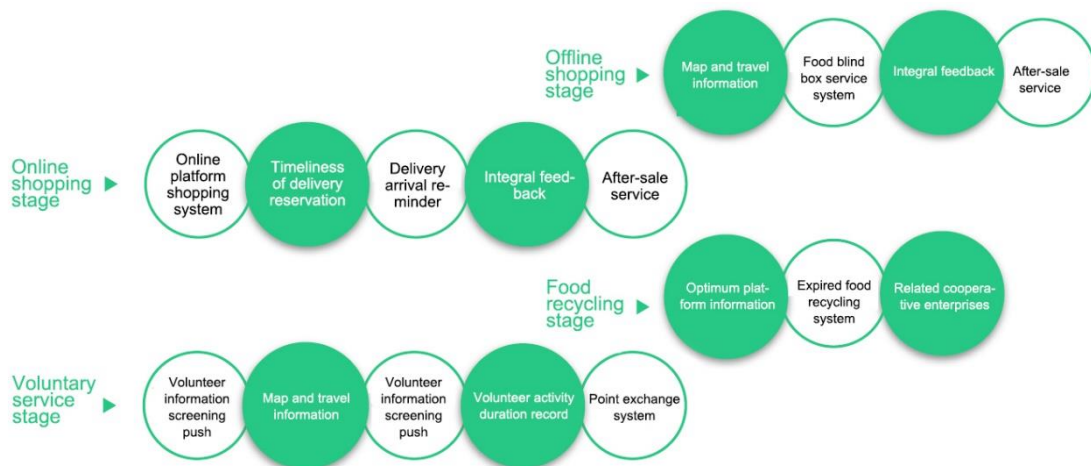 Offline
shopping
stage
Map and travel
information
Food blind
box service
system
Integral feedback
After-sale
service
Online
shopping
stage
Online
platform
shopping
system
Timeliness
of delivery
reservation
Delivery
arrival re-
minder
Integral feed-
back
After-sale
service
Food
recycling
stage
Optimum plat-
form information
Expired food
recycling
system
Related coopera-
tive enterprises
Voluntary
service
stage
Volunteer
information
screening
push
Map and travel
information
Volunteer
information
screening
push
Volunteer activity
duration record
Point exchange
system